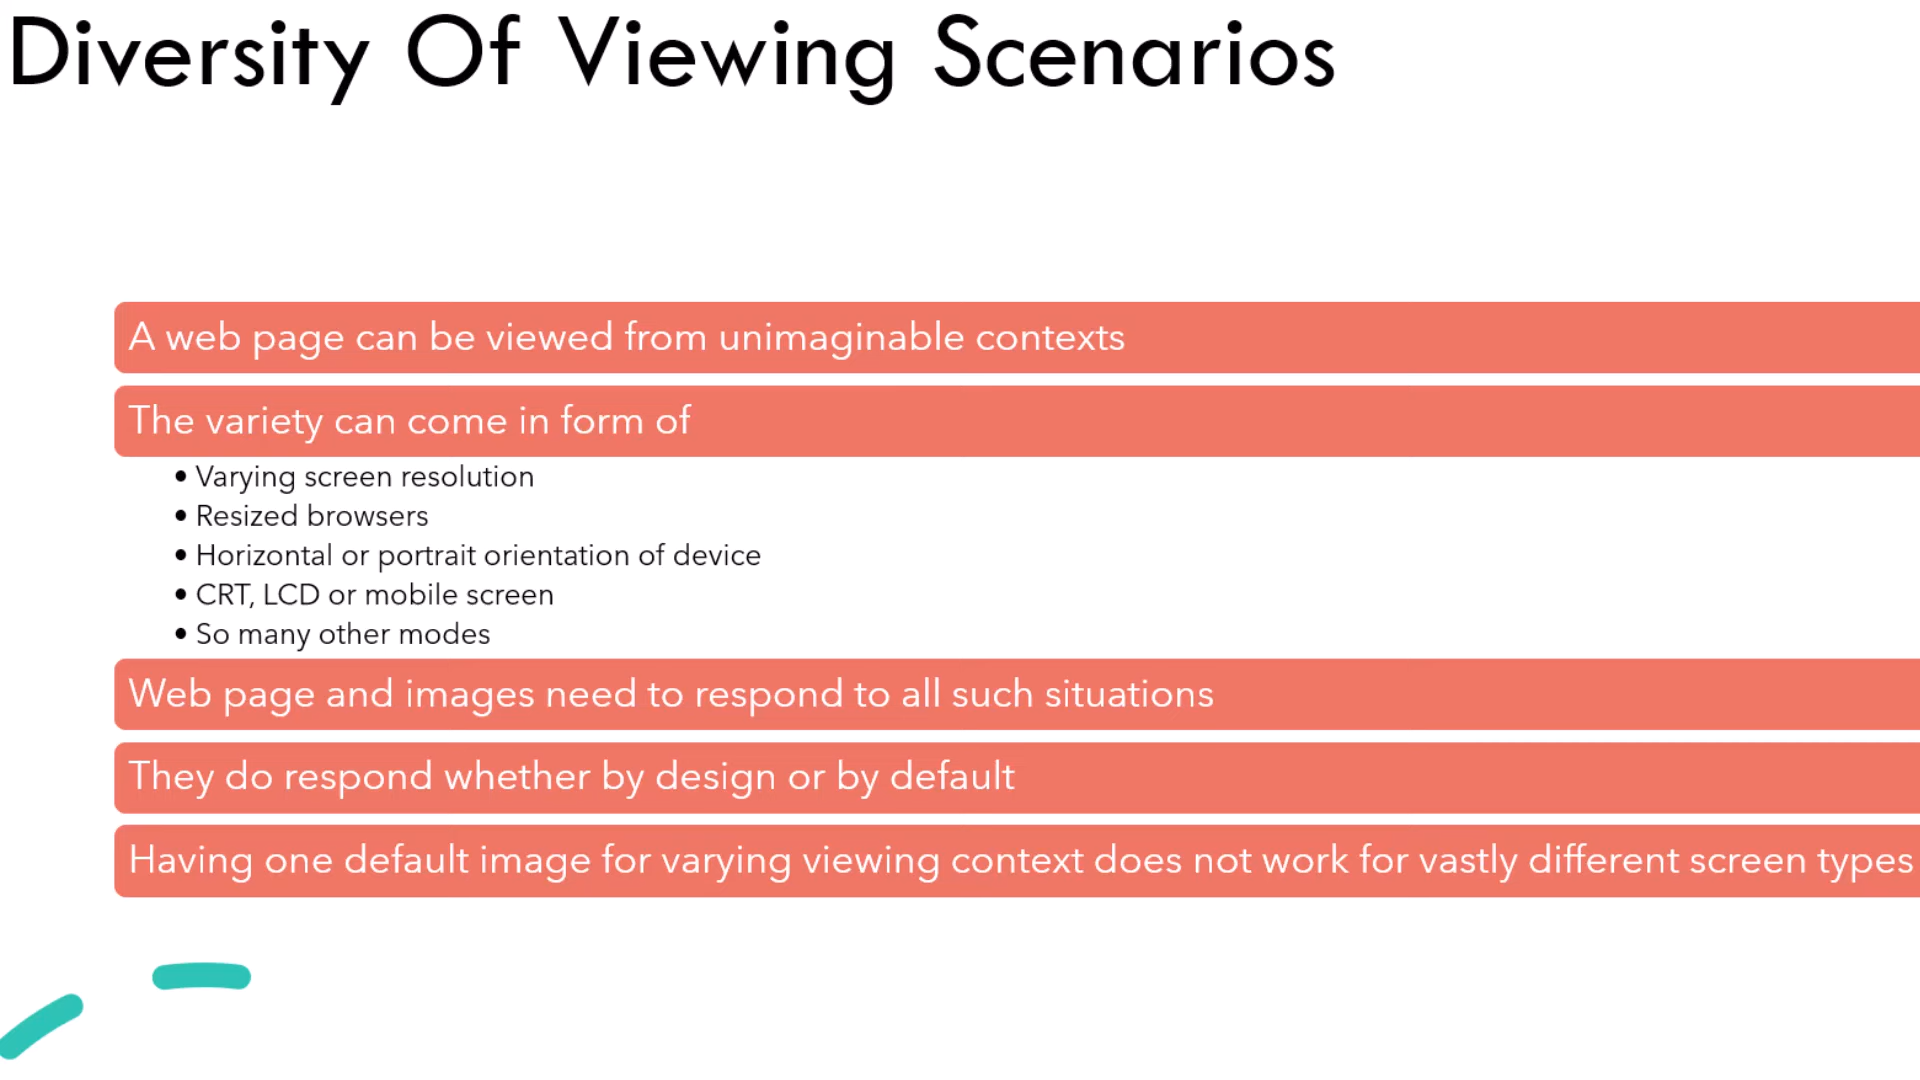 Diversity Of Viewing Scenarios
A web page can be viewed from unimaginable contexts
The variety can come in form of
• Varying screen resolution
• Resized browsers
• Horizontal or portrait orientation of device
• CRT, LCD or mobile screen
• So many other modes
Web page and images need to respond to all such situations
They do respond whether by design or by default
Having one default image for varying viewing context does not work for vastly different screen types